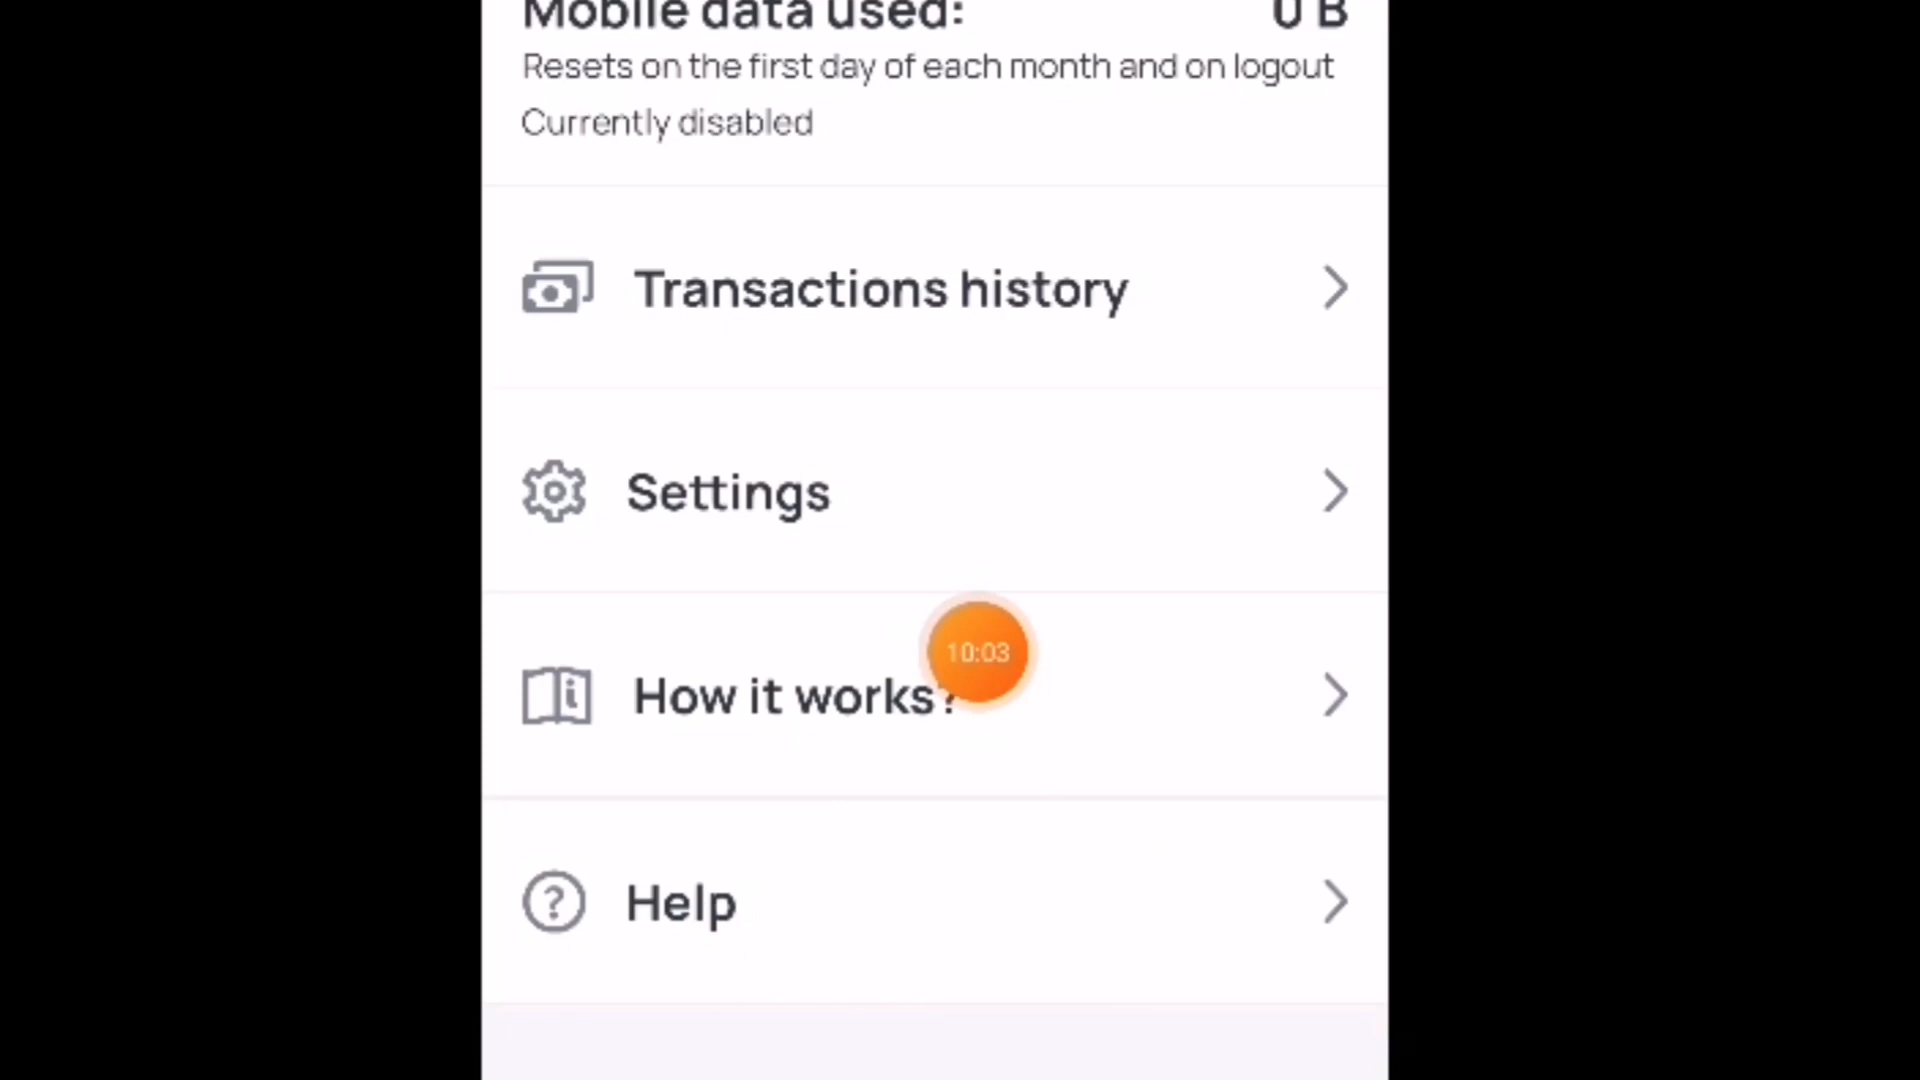 Mobile data used: 0 B
Resets on the first day of each month and on logout
Currently disabled
Transactions history
Settings
10:03
How it works?
Help